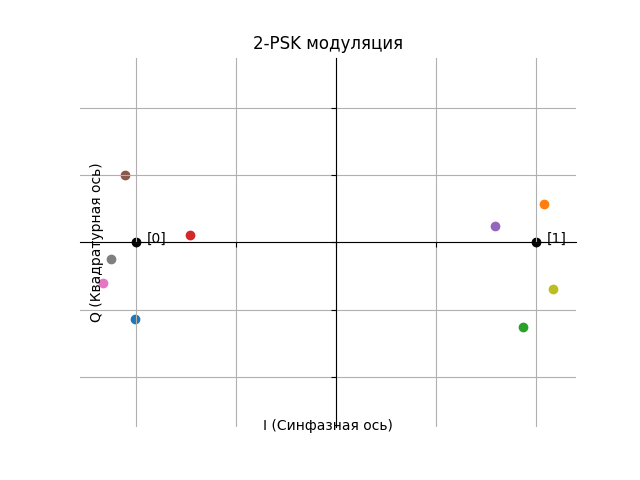 2-PSK модуляция
Q (Квадратурная ось)
[0]
[1]
I (Синфазная ось)